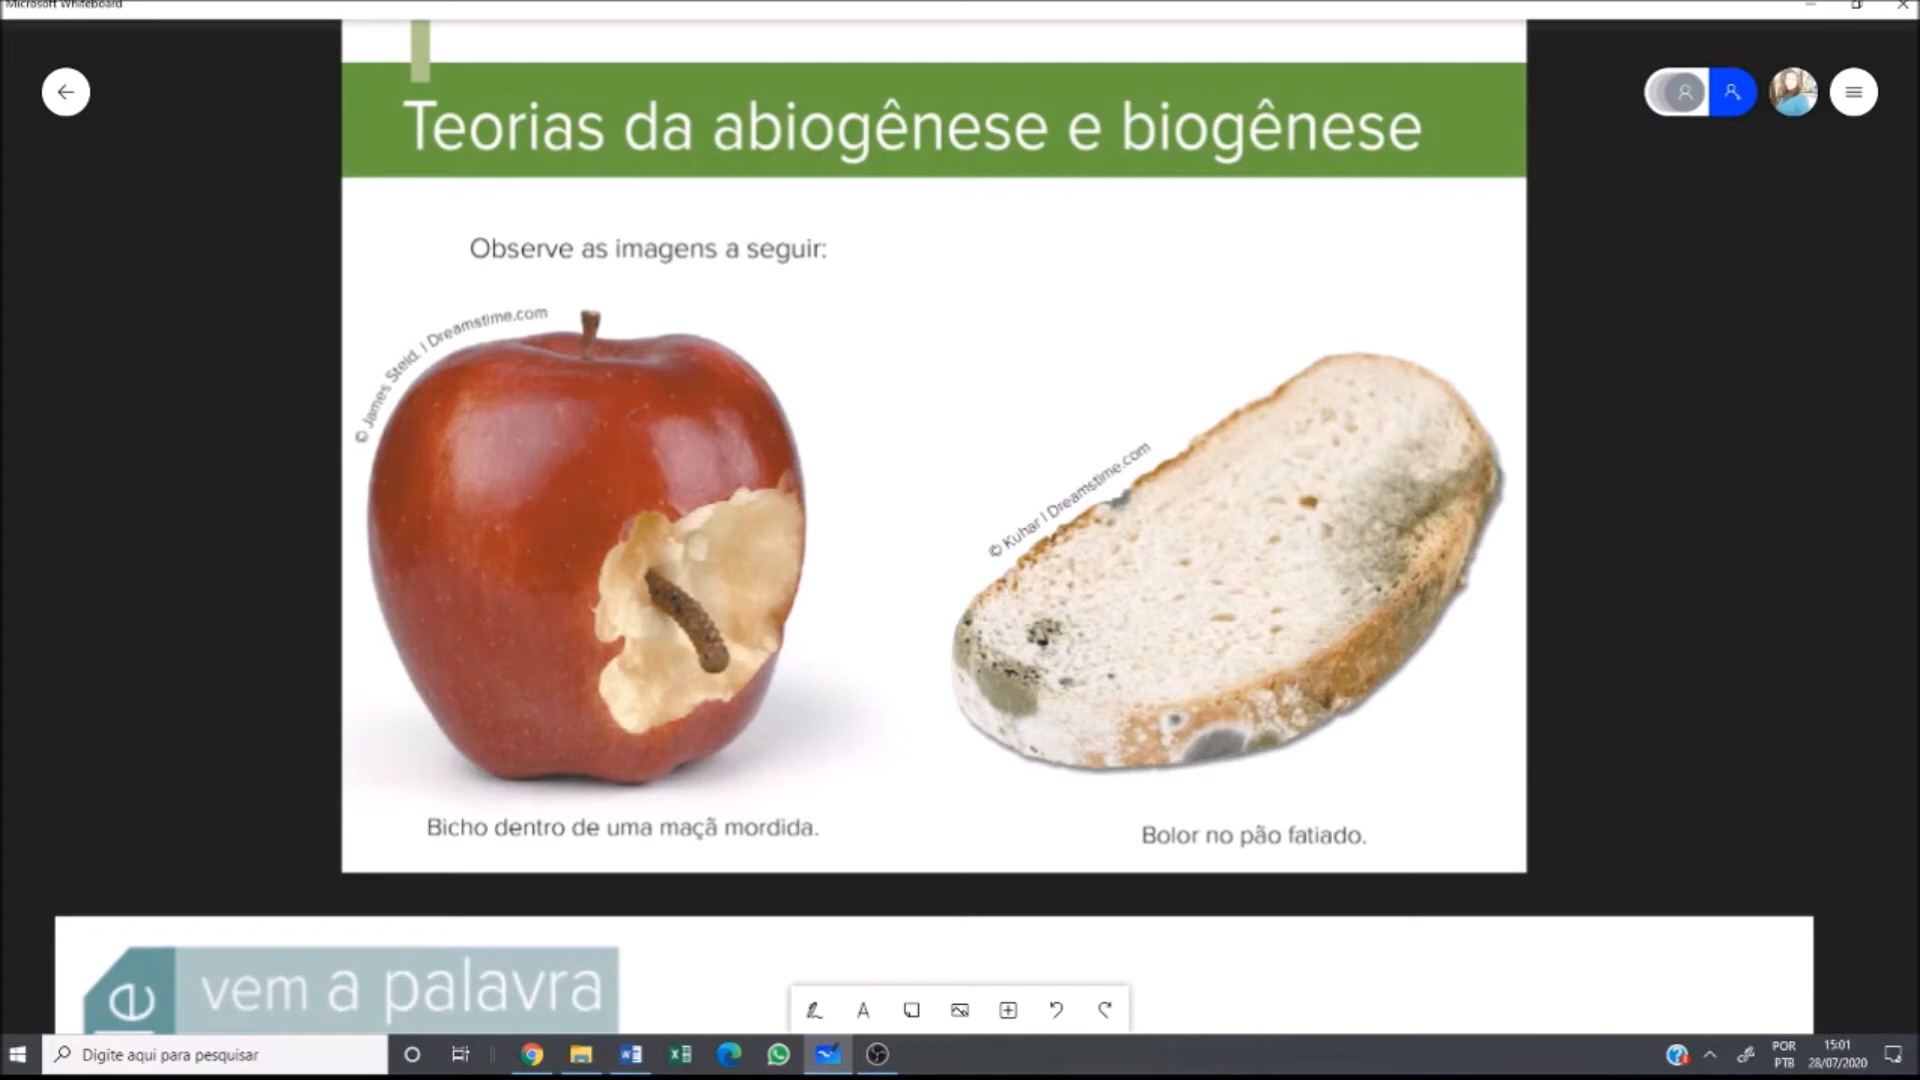 Microsoft Whiteboard
Teorias da abiogênese e biogênese
Observe as imagens a seguir:
© James Steidl. | Dreamstime.com
© Kuhar | Dreamstime.com
Bicho dentro de uma maçã mordida.
Bolor no pão fatiado.
vem a palavra
A
Digite aqui para pesquisar
POR
PTB
15:01
28/07/2020